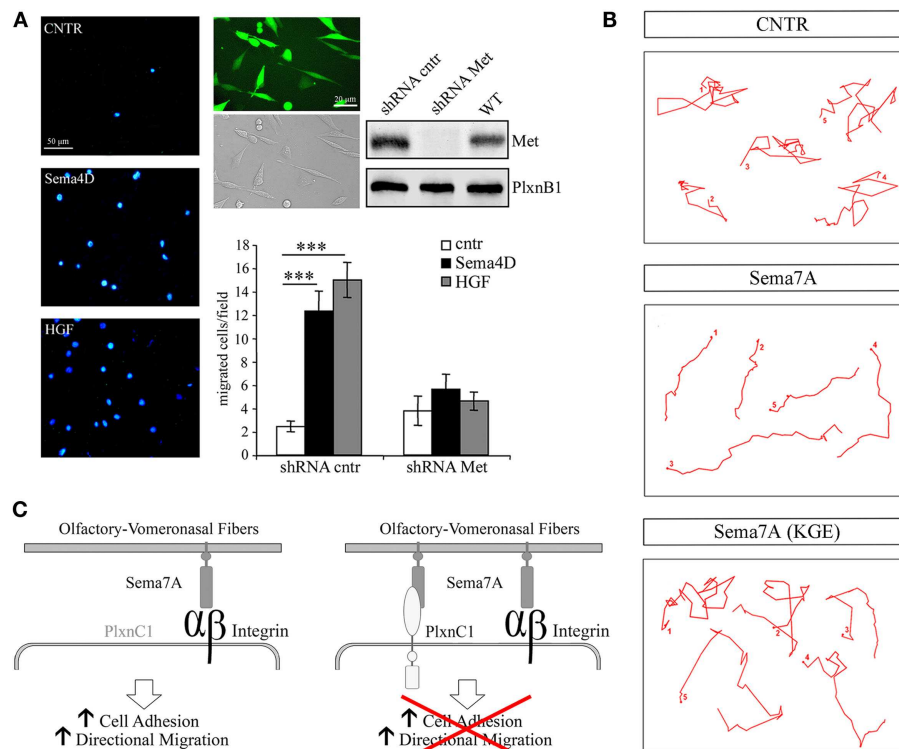 A
CNTR
50 µm
Sema4D
HGF
20 µm
shRNA cntr
shRNA Met
WT
Met
PlxnB1
migrated cells/field
18
16
14
12
10
8
6
4
2
0
***
***
cntr
Sema4D
HGF
shRNA cntr
shRNA Met
B
CNTR
1
5
3
2
4
Sema7A
1
2
4
5
3
Sema7A (KGE)
1
2
3
4
5
C
Olfactory-Vomeronasal Fibers
Sema7A
PlxnC1
αβ Integrin
Cell Adhesion
Directional Migration
Olfactory-Vomeronasal Fibers
Sema7A
PlxnC1
αβ Integrin
Cell Adhesion
Directional Migration